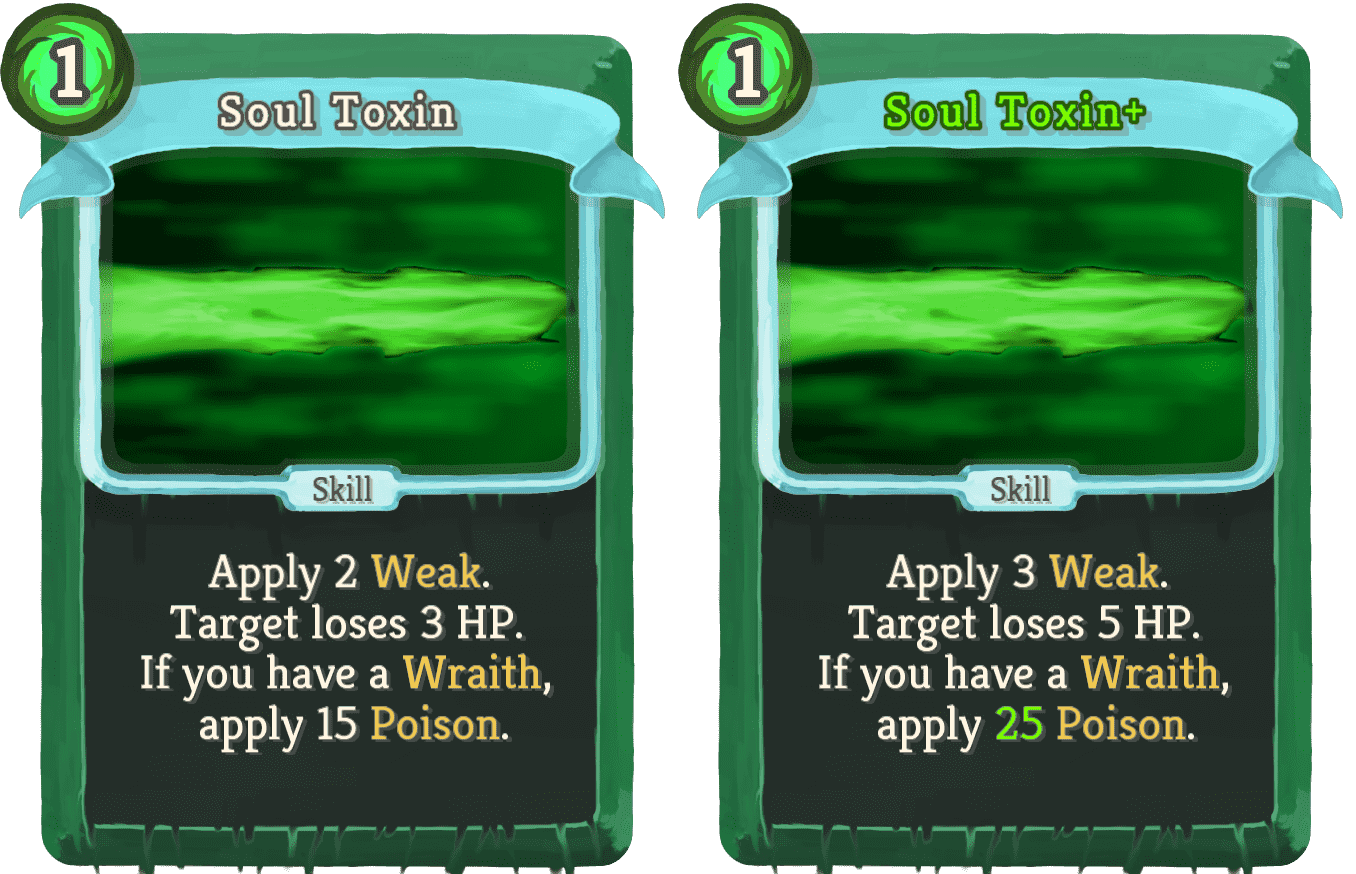 1
Soul Toxin
Skill
Apply 2 Weak.
Target loses 3 HP.
If you have a Wraith,
apply 15 Poison.
1
Soul Toxin+
Skill
Apply 3 Weak.
Target loses 5 HP.
If you have a Wraith,
apply 25 Poison.